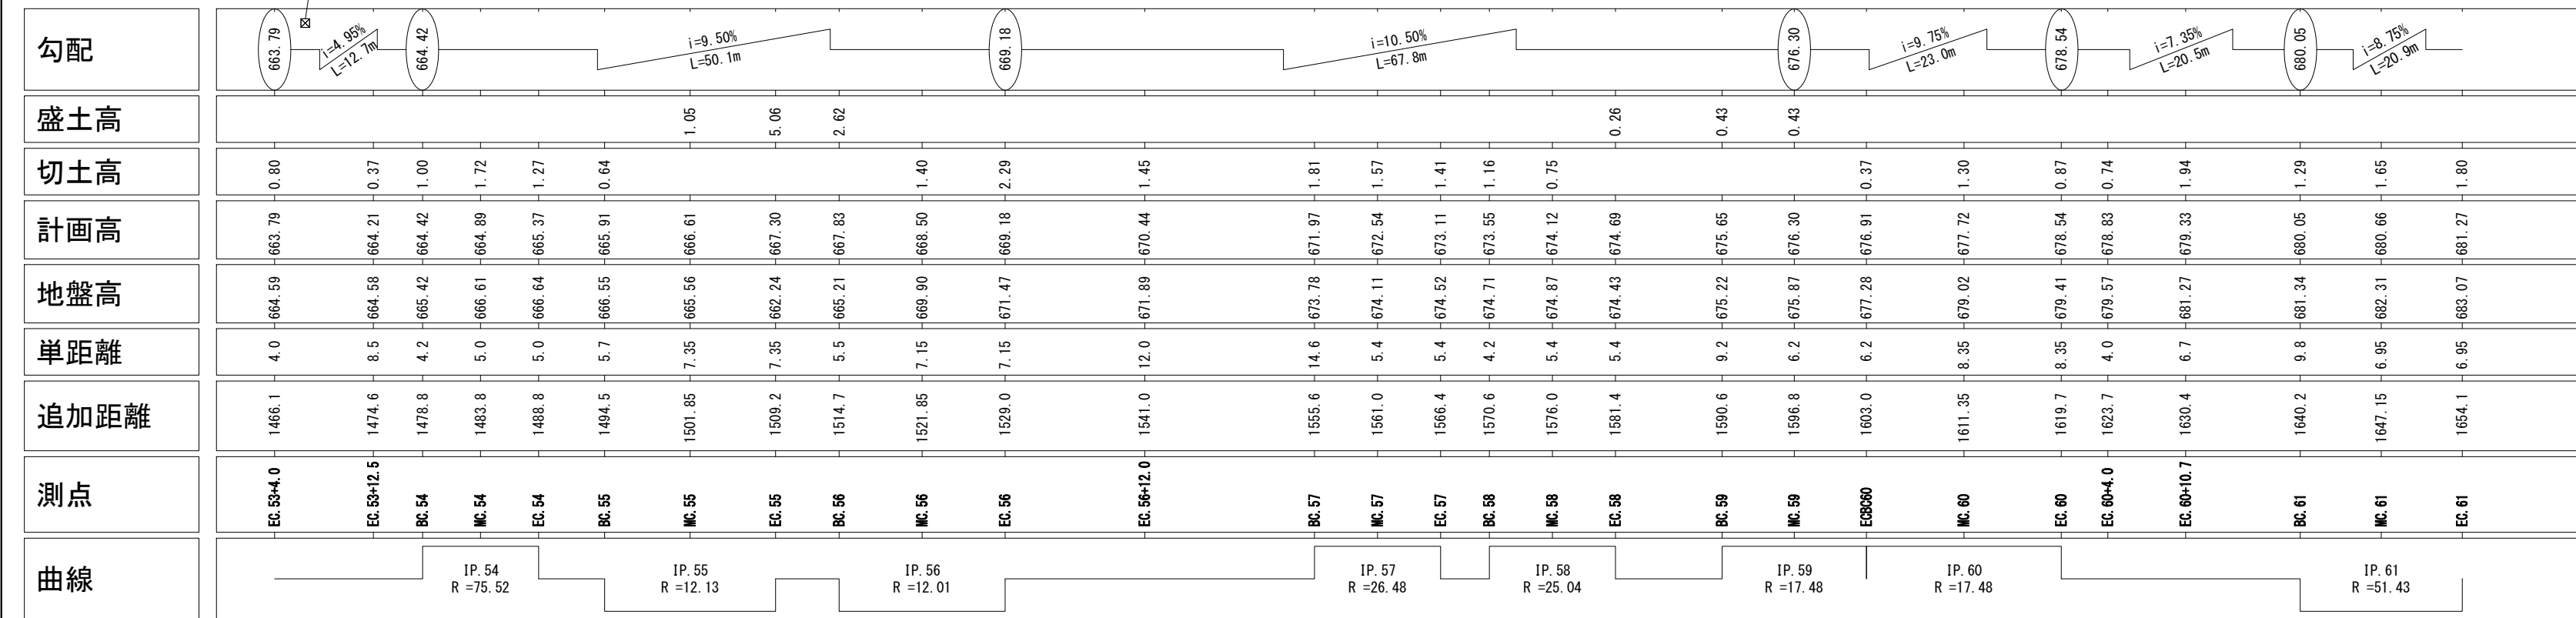 勾配
663.79
i=4.95%
L=12.7m
664.42
i=9.50%
L=50.1m
669.18
i=10.50%
L=67.8m
676.30
i=9.75%
L=23.0m
678.54
i=7.35%
L=20.5m
680.05
i=8.75%
L=20.9m
盛土高
1.05 5.06 2.62 0.26 0.43 0.43
切土高
0.80 0.37 1.00 1.72 1.27 0.64 1.40 2.29 1.45 1.81 1.57 1.41 1.16 0.75 0.37 1.30 0.87 0.74 1.94 1.29 1.65 1.80
計画高
663.79 664.21 664.42 664.89 665.37 665.91 666.61 667.30 667.83 668.50 669.18 670.44 671.97 672.54 673.11 673.55 674.12 674.69 675.65 676.30 676.91 677.72 678.54 678.83 679.33 680.05 680.66 681.27
地盤高
664.59 664.58 665.42 666.61 666.64 666.55 665.56 662.24 665.21 669.90 671.47 671.89 673.78 674.11 674.52 674.71 674.87 674.43 675.22 675.87 677.28 679.02 679.41 679.57 681.27 681.34 682.31 683.07
単距離
4.0 8.5 4.2 5.0 5.0 5.7 7.35 7.35 5.5 7.15 7.15 12.0 14.6 5.4 5.4 4.2 5.4 5.4 9.2 6.2 6.2 8.35 8.35 4.0 6.7 9.8 6.95 6.95
追加距離
1466.1 1474.6 1478.8 1483.8 1488.8 1494.5 1501.85 1509.2 1514.7 1521.85 1529.0 1541.0 1555.6 1561.0 1566.4 1570.6 1576.0 1581.4 1590.6 1596.8 1603.0 1611.35 1619.7 1623.7 1630.4 1640.2 1647.15 1654.1
測点
EC.53+4.0 EC.53+12.5 BC.54 MC.54 EC.54 BC.55 MC.55 EC.55 BC.56 MC.56 EC.56 EC.56+12.0 BC.57 MC.57 EC.57 BC.58 MC.58 EC.58 BC.59 MC.59 ECBC60 MC.60 EC.60 EC.60+4.0 EC.60+10.7 BC.61 MC.61 EC.61
曲線
IP.54
R =75.52
IP.55
R =12.13
IP.56
R =12.01
IP.57
R =26.48
IP.58
R =25.04
IP.59
R =17.48
IP.60
R =17.48
IP.61
R =51.43